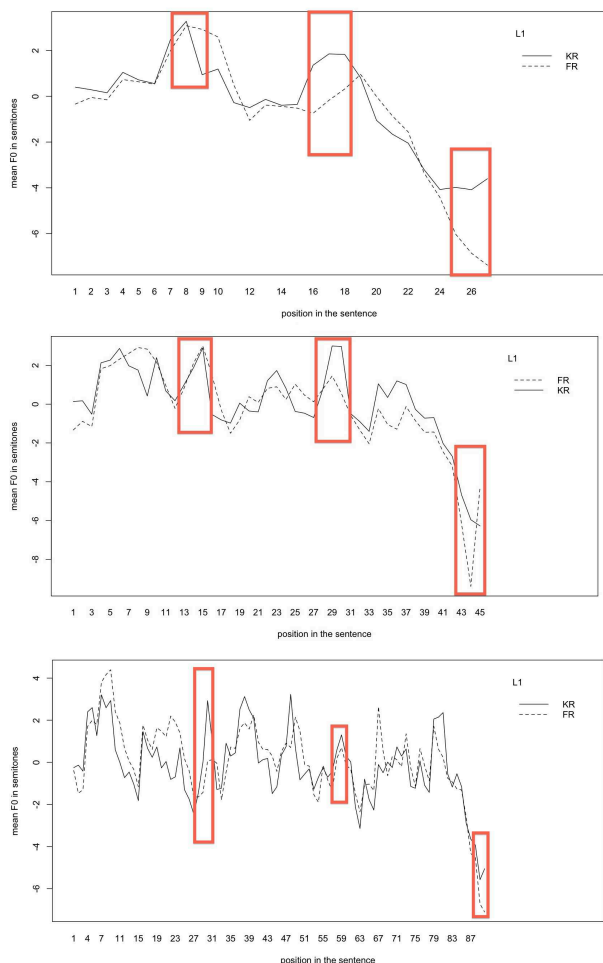 L1
KR
FR
mean F0 in semitones
2
0
-2
-4
-6
1 2 3 4 5 6 7 8 9 10 12 14 16 18 20 22 24 26
position in the sentence
L1
FR
KR
mean F0 in semitones
2
0
-2
-4
-6
-8
1 3 5 7 9 11 13 15 17 19 21 23 25 27 29 31 33 35 37 39 41 43 45
position in the sentence
L1
KR
FR
mean F0 in semitones
4
2
0
-2
-4
-6
1 4 7 11 15 19 23 27 31 35 39 43 47 51 55 59 63 67 71 75 79 83 87
position in the sentence